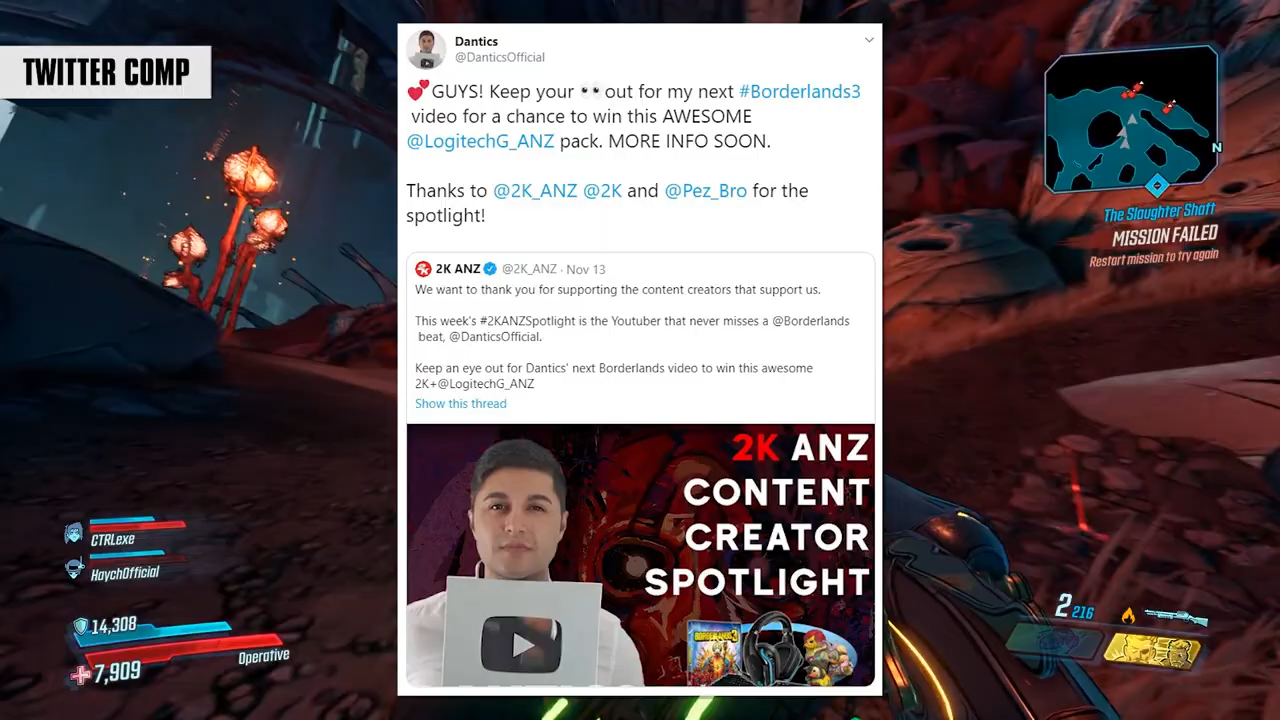 TWITTER COMP
Dantics
@DanticsOfficial
💕GUYS! Keep your 👀 out for my next #Borderlands3
video for a chance to win this AWESOME
@LogitechG_ANZ pack. MORE INFO SOON.
Thanks to @2K_ANZ @2K and @Pez_Bro for the
spotlight!
2K ANZ @2K_ANZ · Nov 13
We want to thank you for supporting the content creators that support us.
This week's #2KANZSpotlight is the Youtuber that never misses a @Borderlands
beat, @DanticsOfficial.
Keep an eye out for Dantics' next Borderlands video to win this awesome
2K+@LogitechG_ANZ
Show this thread
2K ANZ
CONTENT
CREATOR
SPOTLIGHT
BORDERLANDS 3
N
The Slaughter Shaft
MISSION FAILED
Restart mission to try again
CTRLexe
HaychOfficial
14,308
7,909
Operative
2 216